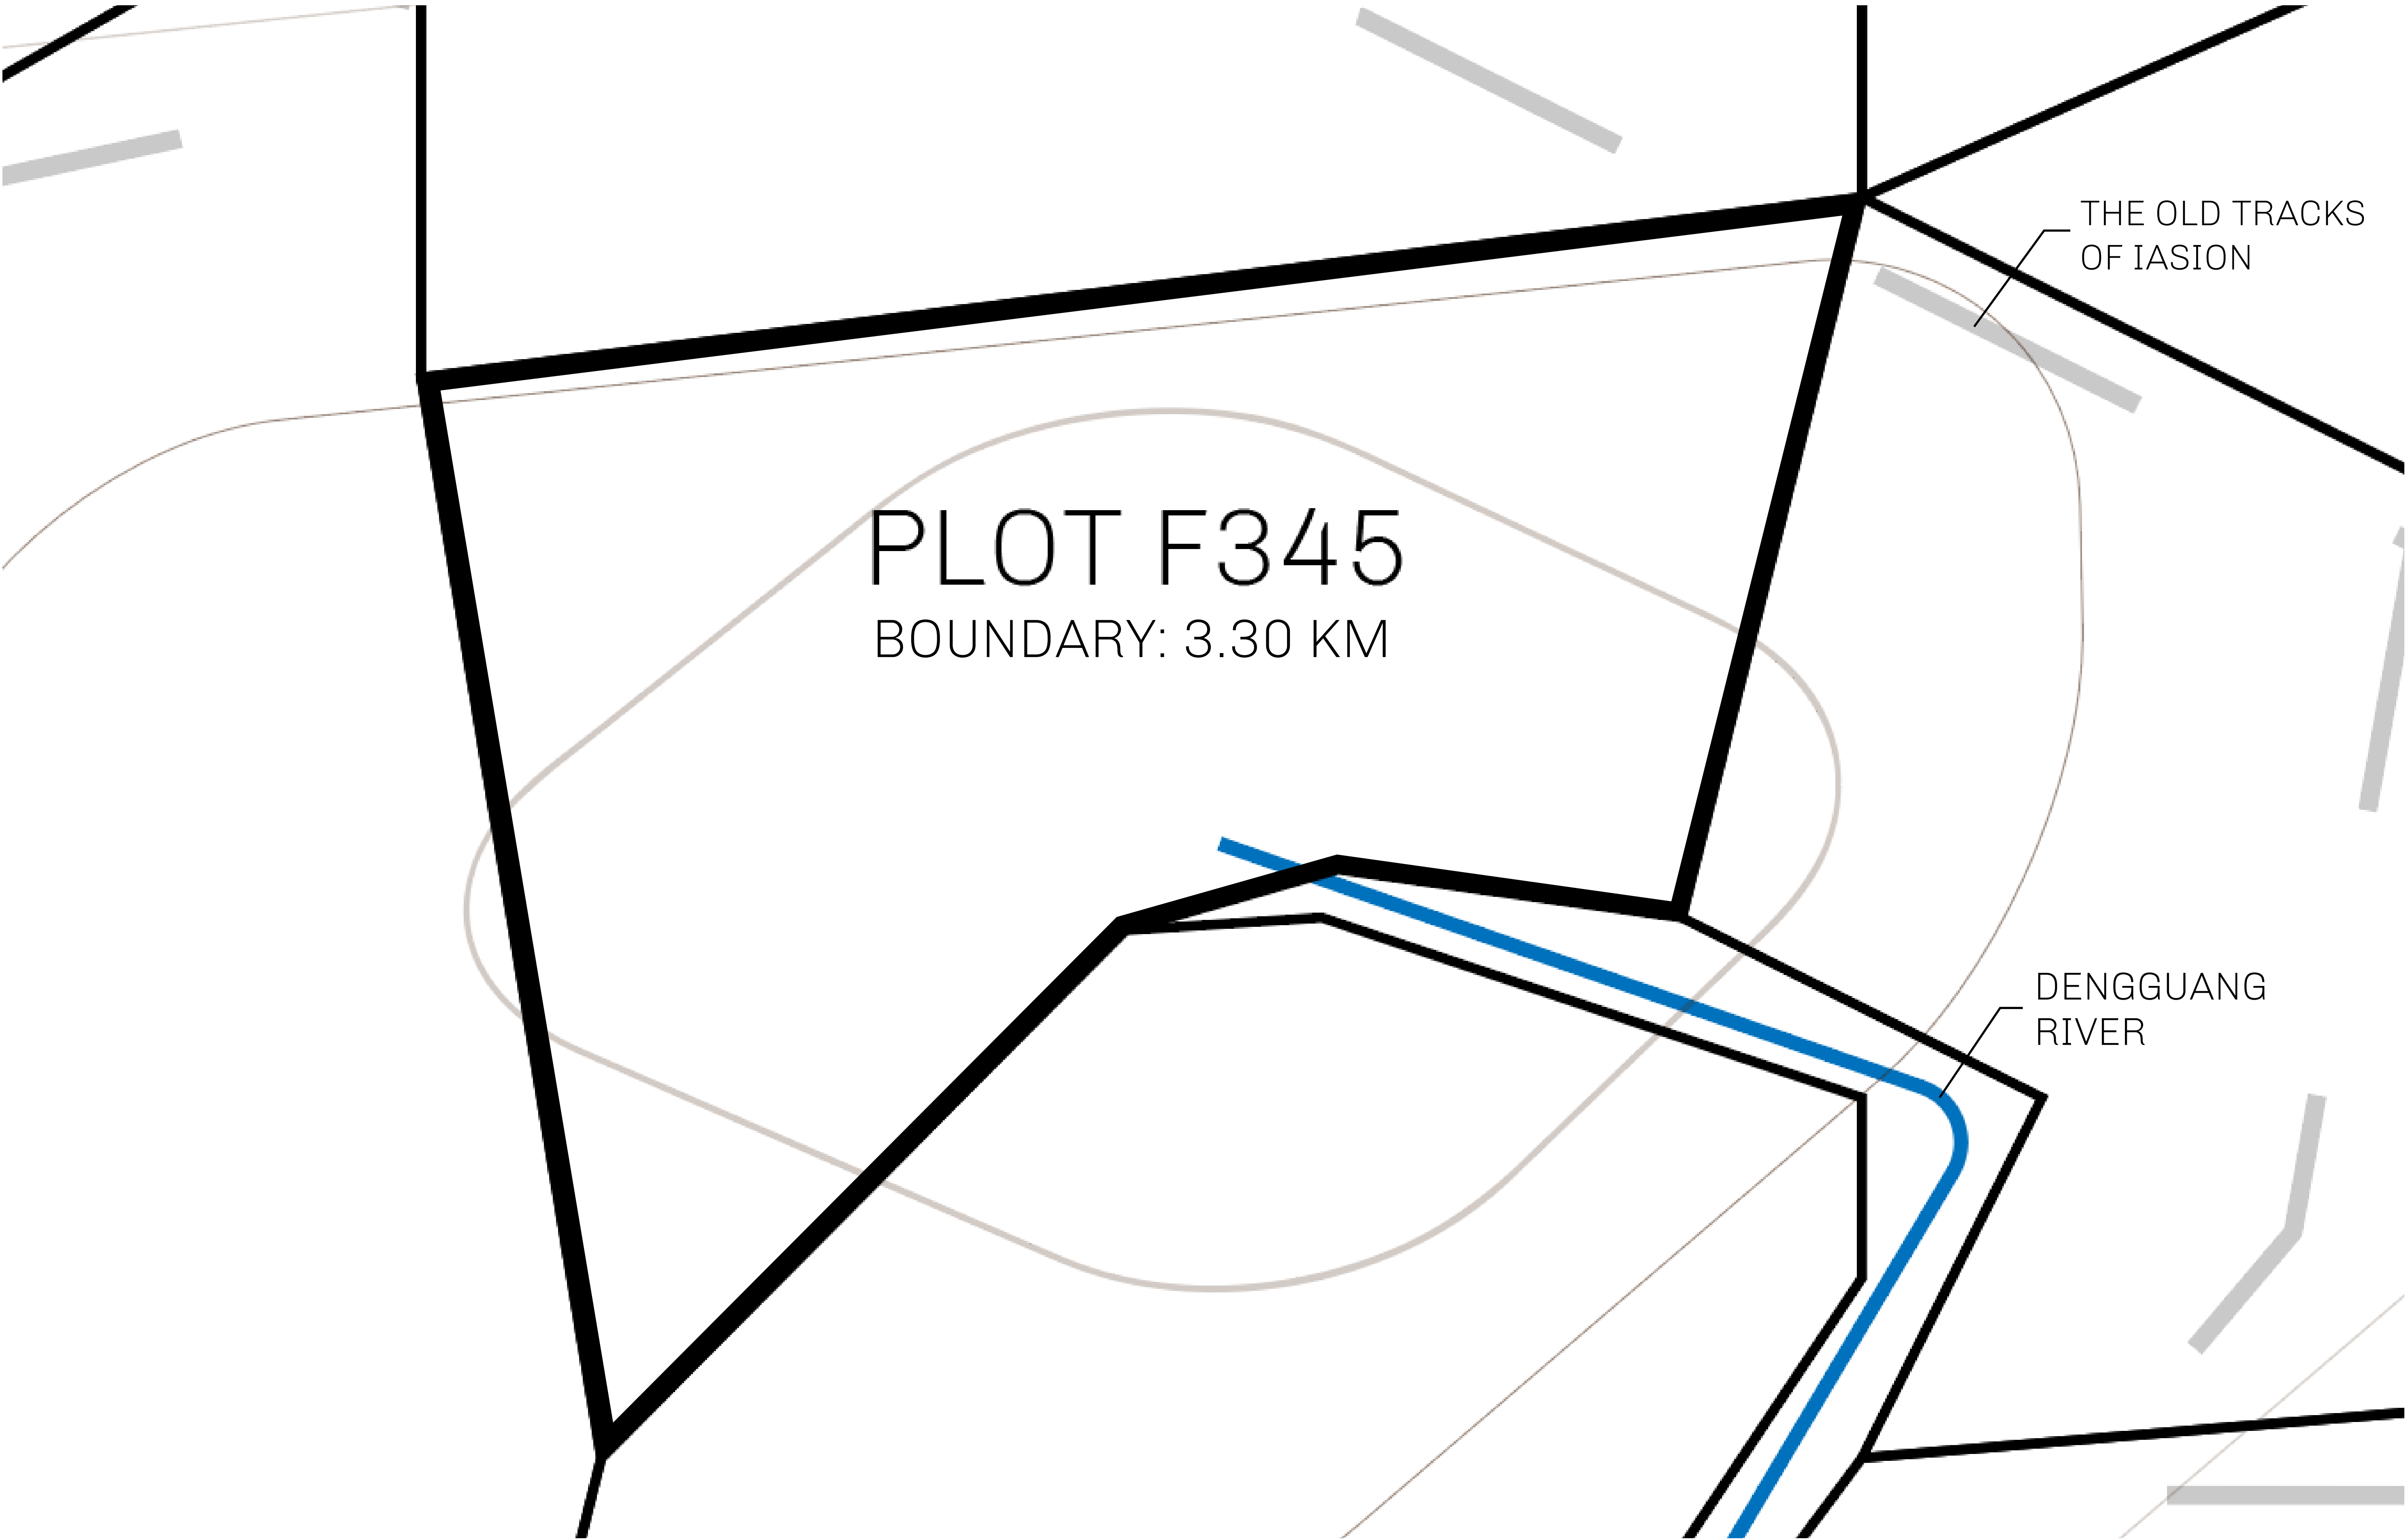 THE OLD TRACKS
OF IASION
PLOT F345
BOUNDARY: 3.30 KM
DENGGUANG
RIVER